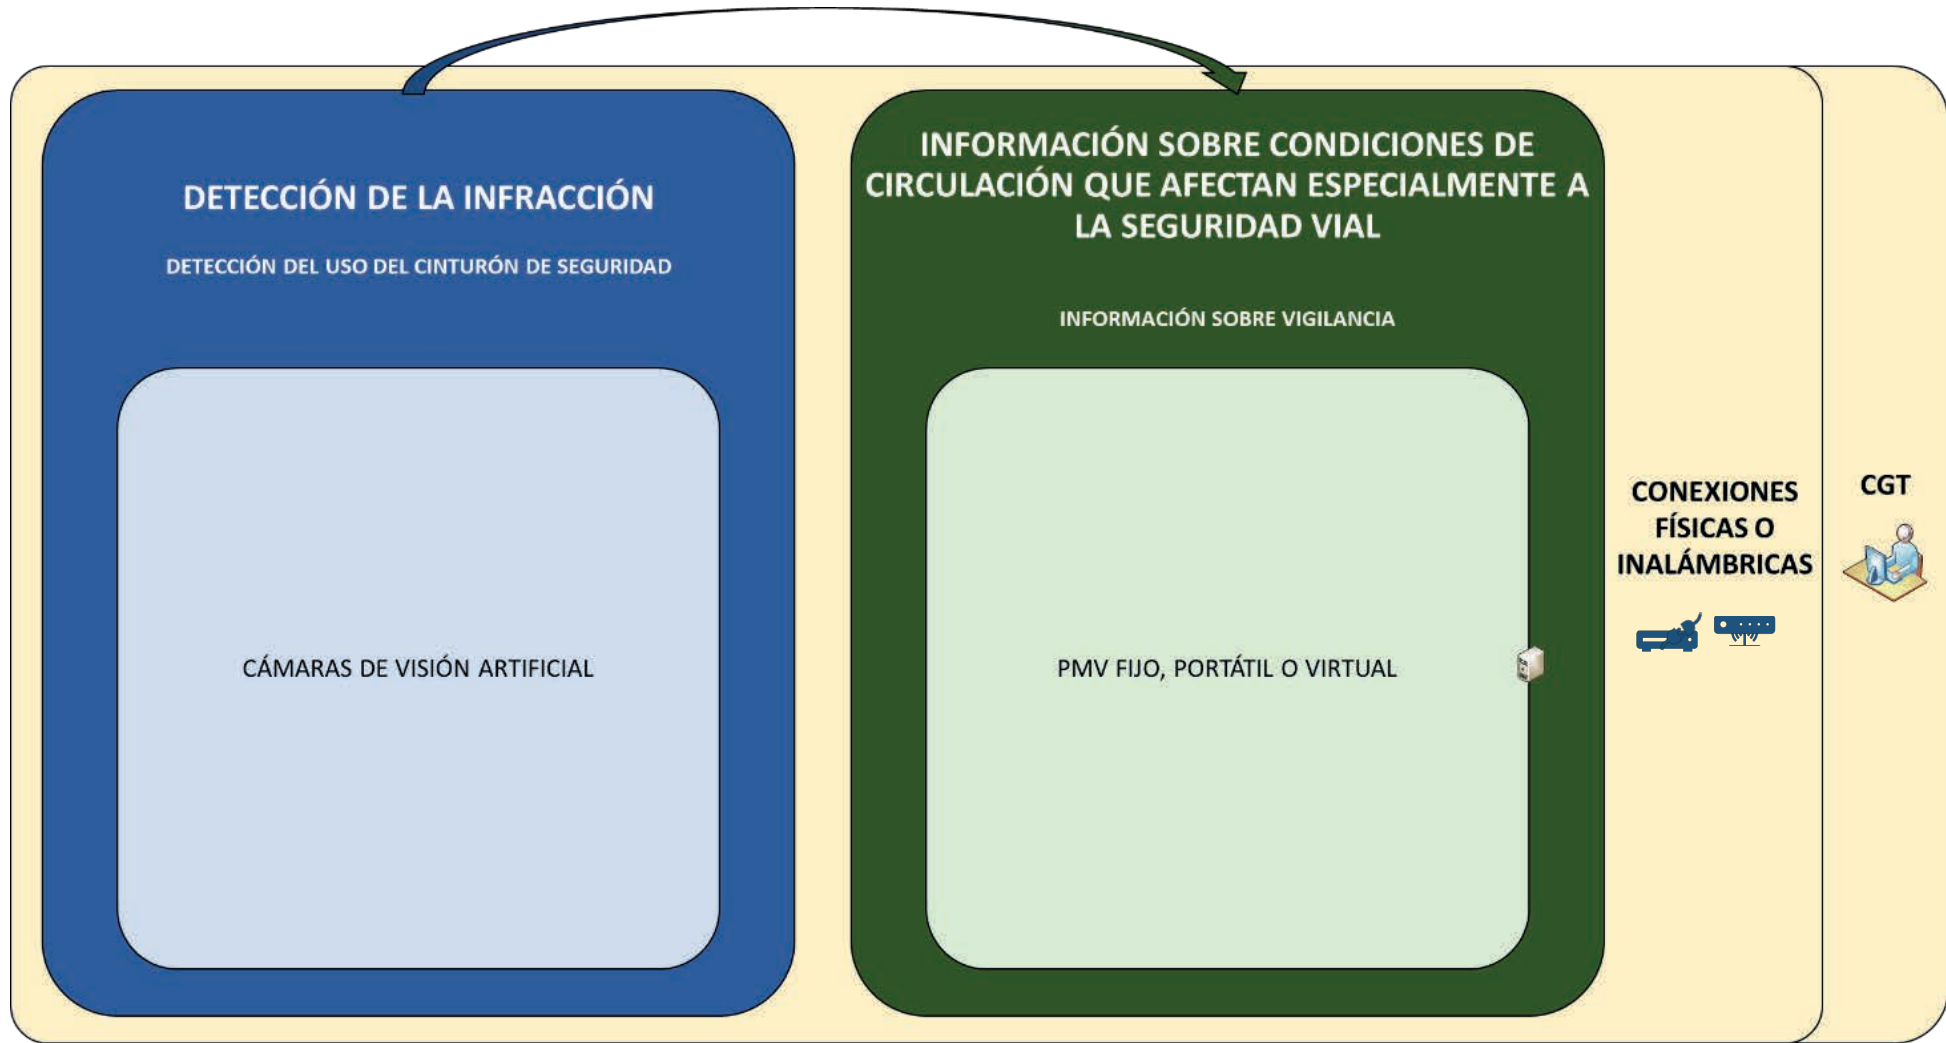 DETECCIÓN DE LA INFRACCIÓN
DETECCIÓN DEL USO DEL CINTURÓN DE SEGURIDAD
CÁMARAS DE VISIÓN ARTIFICIAL
INFORMACIÓN SOBRE CONDICIONES DE
CIRCULACIÓN QUE AFECTAN ESPECIALMENTE A
LA SEGURIDAD VIAL
INFORMACIÓN SOBRE VIGILANCIA
PMV FIJO, PORTÁTIL O VIRTUAL
CONEXIONES
FÍSICAS O
INALÁMBRICAS
CGT